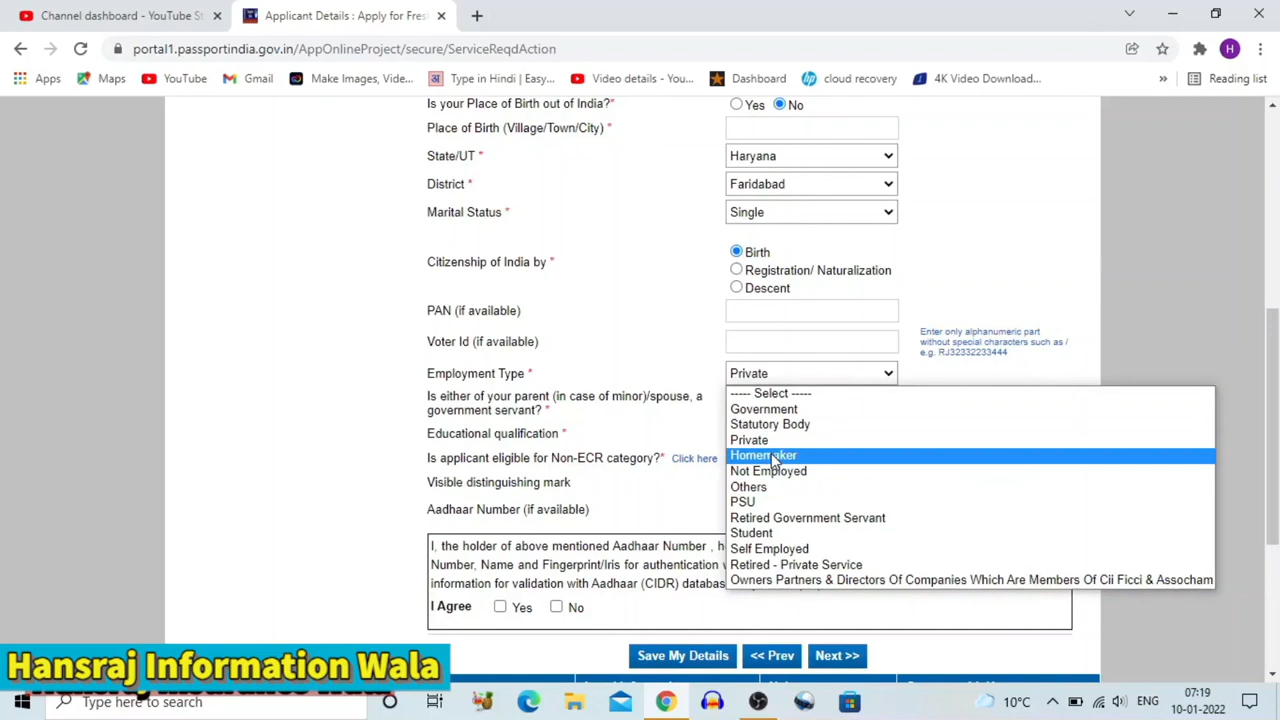 Channel dashboard - YouTube St
Applicant Details : Apply for Fres
portal1.passportindia.gov.in/AppOnlineProject/secure/ServiceReqdAction
H
Apps
Maps
YouTube
Gmail
Make Images, Vide...
Type in Hindi | Easy...
Video details - You...
Dashboard
cloud recovery
4K Video Download...
»
Reading list
Is your Place of Birth out of India?*
Yes
No
Place of Birth (Village/Town/City) *
State/UT *
Haryana
District *
Faridabad
Marital Status *
Single
Citizenship of India by *
Birth
Registration/ Naturalization
Descent
PAN (if available)
Voter Id (if available)
Enter only alphanumeric part
without special characters such as /
e.g. RJ32332233444
Employment Type *
Private
----- Select -----
Government
Statutory Body
Private
Homemaker
Not Employed
Others
PSU
Retired Government Servant
Student
Self Employed
Retired - Private Service
Owners Partners & Directors Of Companies Which Are Members Of Cii Ficci & Assocham
Is either of your parent (in case of minor)/spouse, a
government servant? *
Educational qualification *
Is applicant eligible for Non-ECR category?* Click here
Visible distinguishing mark
Aadhaar Number (if available)
I, the holder of above mentioned Aadhaar Number , h
Number, Name and Fingerprint/Iris for authentication
information for validation with Aadhaar (CIDR) databas
I Agree
Yes
No
Save My Details
<< Prev
Next >>
Hansraj Information Wala
Type here to search
10°C
ENG
07:19
10-01-2022